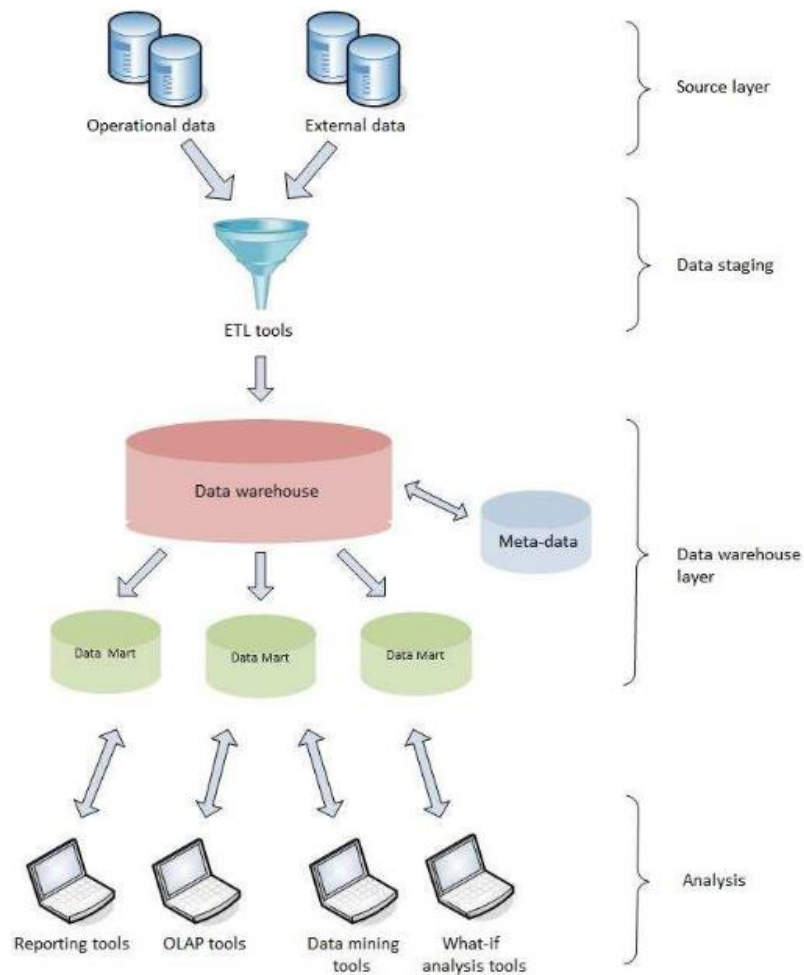 Operational data
External data
Source layer
ETL tools
Data staging
Data warehouse
Meta-data
Data warehouse
layer
Data Mart
Data Mart
Data Mart
Reporting tools
OLAP tools
Data mining
tools
What-if
analysis tools
Analysis